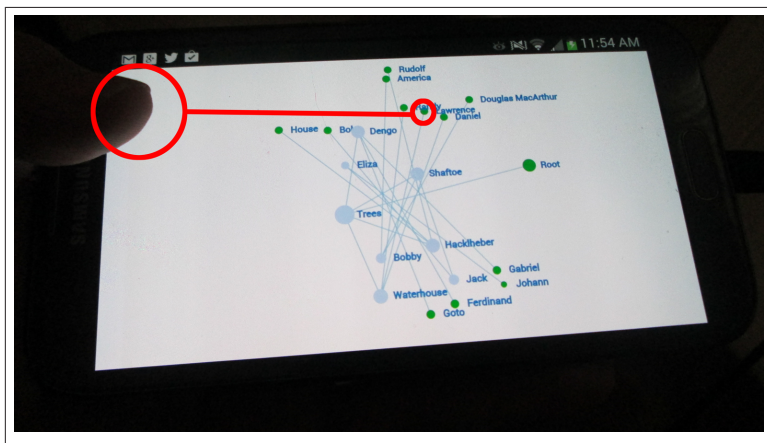 11:54 AM
Rudolf
America
Douglas MacArthur
Lawrence
Daniel
House
Dengo
Eliza
Shaftoe
Root
Trees
Hacklheber
Bobby
Gabriel
Jack
Johann
Waterhouse
Ferdinand
Goto
SAMSUNG